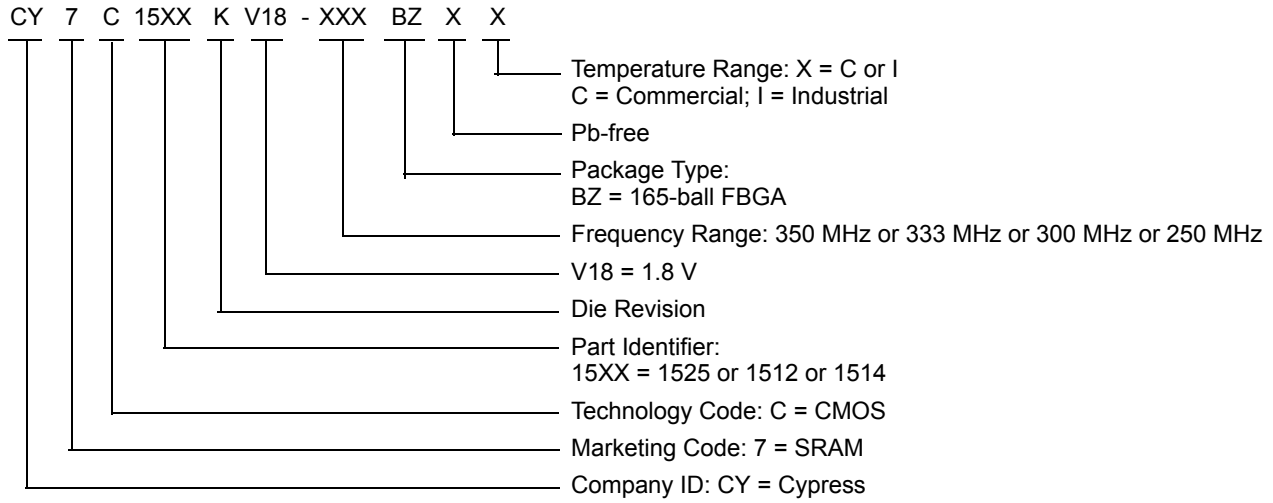 CY 7 C 15XX K V18 - XXX BZ X X
Temperature Range: X = C or I
C = Commercial; I = Industrial
Pb-free
Package Type:
BZ = 165-ball FBGA
Frequency Range: 350 MHz or 333 MHz or 300 MHz or 250 MHz
V18 = 1.8 V
Die Revision
Part Identifier:
15XX = 1525 or 1512 or 1514
Technology Code: C = CMOS
Marketing Code: 7 = SRAM
Company ID: CY = Cypress